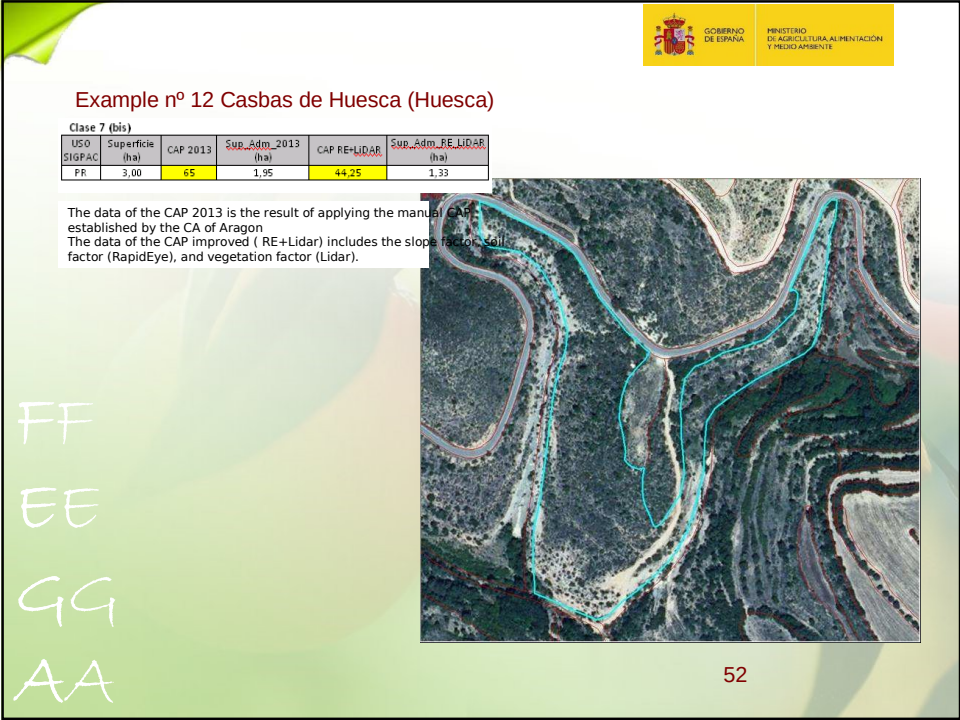 GOBIERNO
DE ESPAÑA
MINISTERIO
DE AGRICULTURA, ALIMENTACIÓN
Y MEDIO AMBIENTE
Example nº 12 Casbas de Huesca (Huesca)
Clase 7 (bis)
USO SIGPAC Superficie (ha) CAP 2013 Sup_Adm_2013 (ha) CAP RE+LiDAR Sup_Adm_RE_LiDAR (ha)
PR 3,00 65 1,95 44,25 1,33
The data of the CAP 2013 is the result of applying the manual CAP
established by the CA of Aragon
The data of the CAP improved ( RE+Lidar) includes the slope factor, soil
factor (RapidEye), and vegetation factor (Lidar).
FF
EE
GG
AA
52